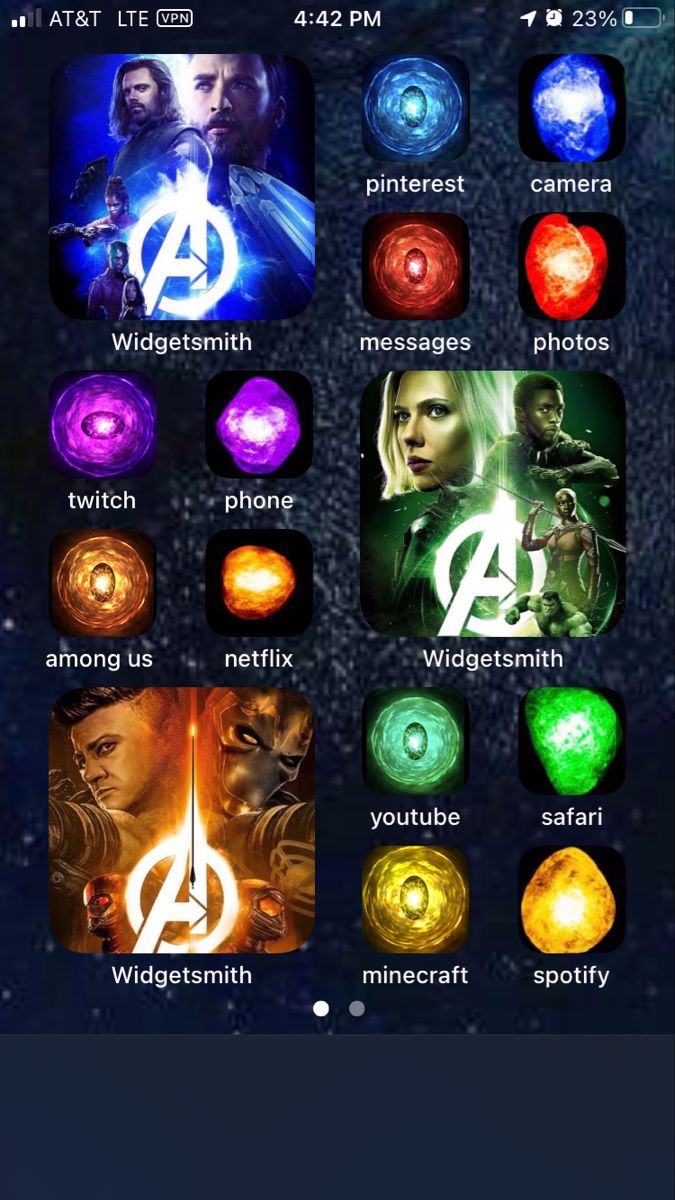 AT&T LTE VPN 4:42 PM 23%
pinterest camera
messages photos
Widgetsmith
twitch phone
among us netflix
Widgetsmith
youtube safari
minecraft spotify
Widgetsmith